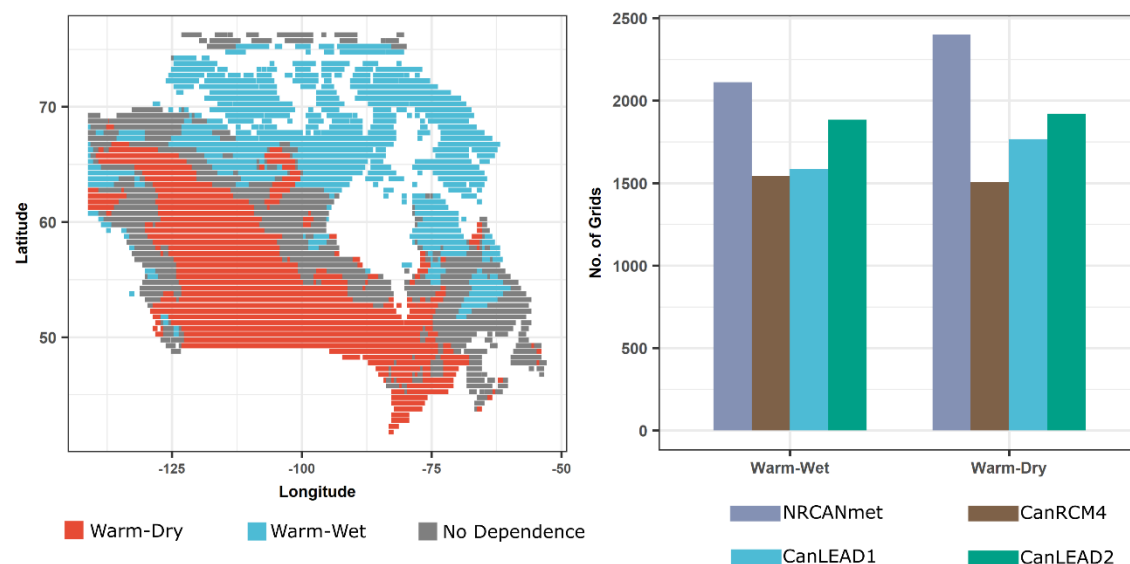 Latitude
70
60
50
-125
-100
-75
-50
Longitude
Warm-Dry
Warm-Wet
No Dependence
No. of Grids
2500
2000
1500
1000
500
0
Warm-Wet
Warm-Dry
NRCANmet
CanRCM4
CanLEAD1
CanLEAD2